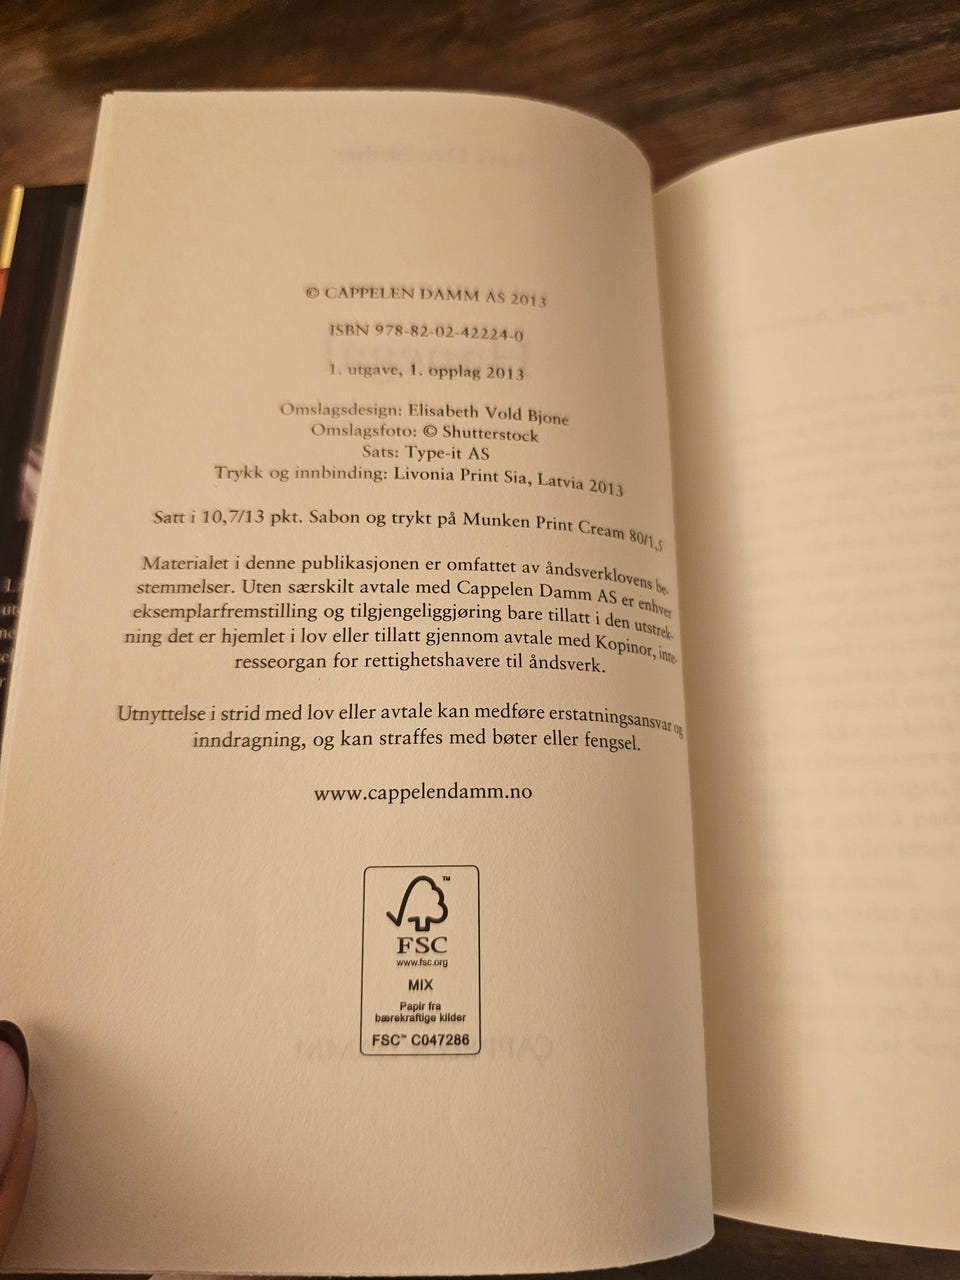 © CAPPELEN DAMM AS 2013
ISBN 978-82-02-42224-0
1. utgave, 1. opplag 2013
Omslagsdesign: Elisabeth Vold Bjone
Omslagsfoto: © Shutterstock
Sats: Type-it AS
Trykk og innbinding: Livonia Print Sia, Latvia 2013
Satt i 10,7/13 pkt. Sabon og trykt på Munken Print Cream 80/1,5
Materialet i denne publikasjonen er omfattet av åndsverklovens be-
stemmelser. Uten særskilt avtale med Cappelen Damm AS er enhver
eksemplarfremstilling og tilgjengeliggjøring bare tillatt i den utstrek-
ning det er hjemlet i lov eller tillatt gjennom avtale med Kopinor, inte-
resseorgan for rettighetshavere til åndsverk.
Utnyttelse i strid med lov eller avtale kan medføre erstatningsansvar og
inndragning, og kan straffes med bøter eller fengsel.
www.cappelendamm.no
™
FSC
www.fsc.org
MIX
Papir fra
bærekraftige kilder
FSC™ C047286